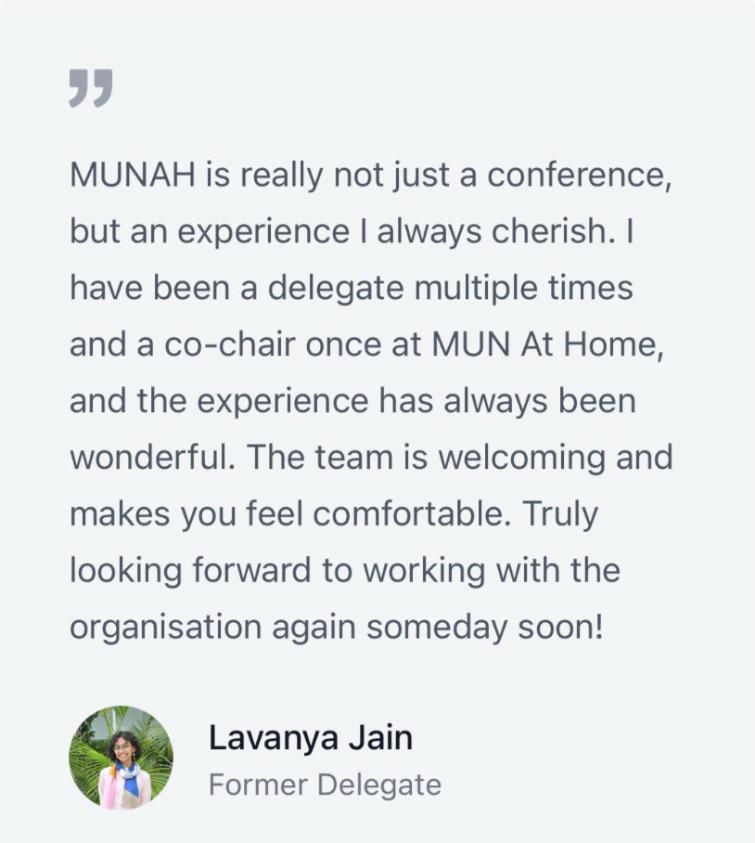 ”
MUNAH is really not just a conference,
but an experience I always cherish. I
have been a delegate multiple times
and a co-chair once at MUN At Home,
and the experience has always been
wonderful. The team is welcoming and
makes you feel comfortable. Truly
looking forward to working with the
organisation again someday soon!
Lavanya Jain
Former Delegate